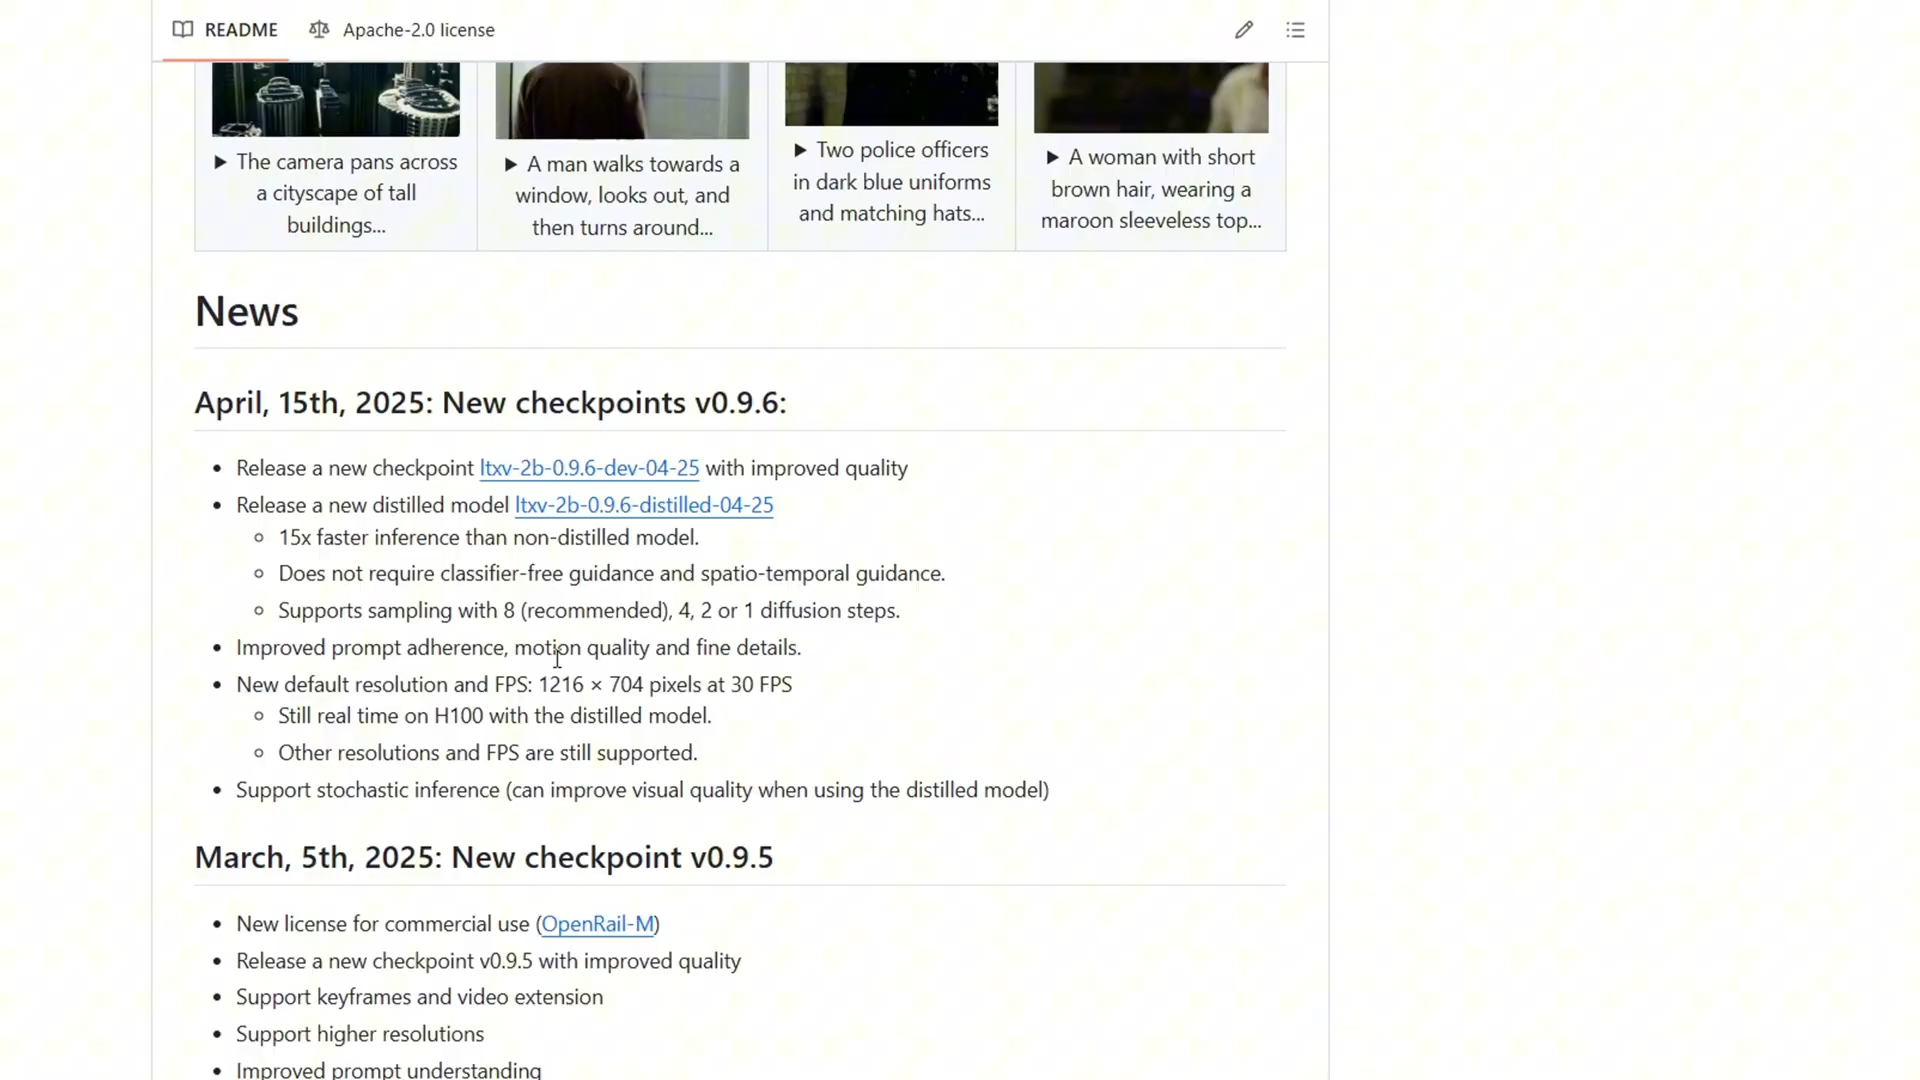 README Apache-2.0 license
▶ The camera pans across
a cityscape of tall
buildings...
▶ A man walks towards a
window, looks out, and
then turns around...
▶ Two police officers
in dark blue uniforms
and matching hats...
▶ A woman with short
brown hair, wearing a
maroon sleeveless top...
News
April, 15th, 2025: New checkpoints v0.9.6:
• Release a new checkpoint ltxv-2b-0.9.6-dev-04-25 with improved quality
• Release a new distilled model ltxv-2b-0.9.6-distilled-04-25
◦ 15x faster inference than non-distilled model.
◦ Does not require classifier-free guidance and spatio-temporal guidance.
◦ Supports sampling with 8 (recommended), 4, 2 or 1 diffusion steps.
• Improved prompt adherence, motion quality and fine details.
• New default resolution and FPS: 1216 × 704 pixels at 30 FPS
◦ Still real time on H100 with the distilled model.
◦ Other resolutions and FPS are still supported.
• Support stochastic inference (can improve visual quality when using the distilled model)
March, 5th, 2025: New checkpoint v0.9.5
• New license for commercial use (OpenRail-M)
• Release a new checkpoint v0.9.5 with improved quality
• Support keyframes and video extension
• Support higher resolutions
• Improved prompt understanding